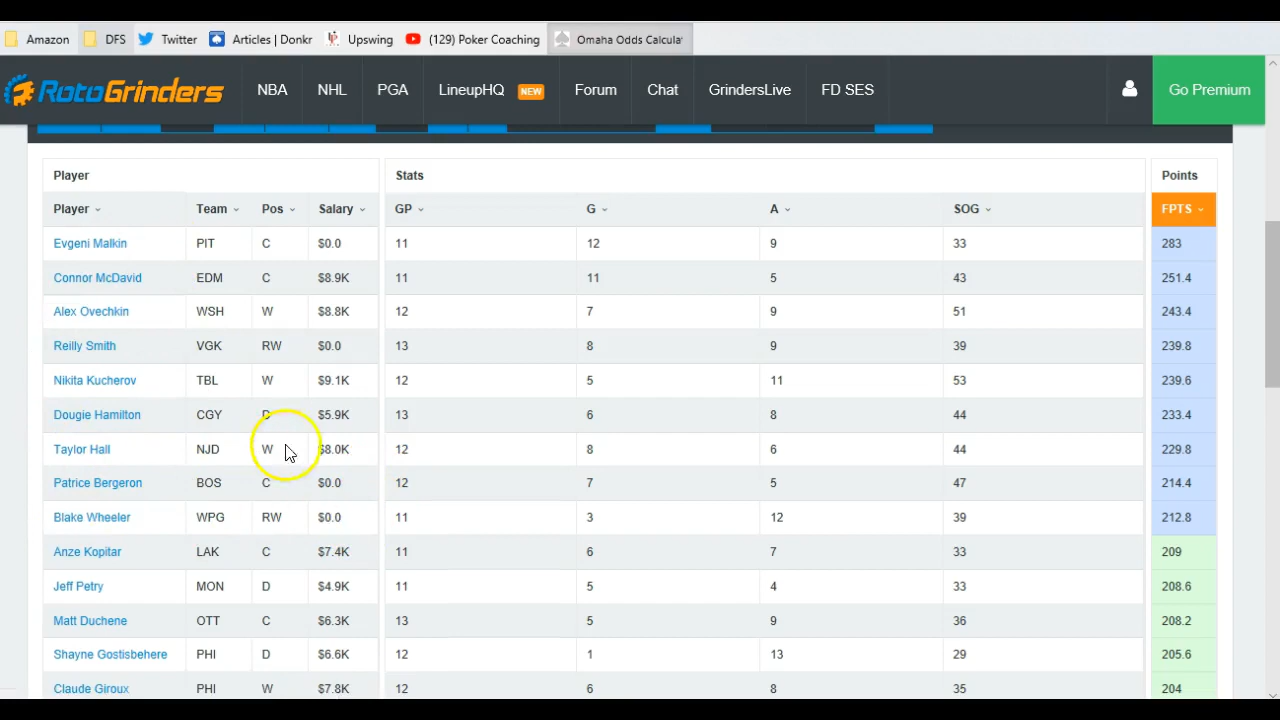 Amazon DFS Twitter Articles | Donkr Upswing (129) Poker Coaching Omaha Odds Calculat
RotoGrinders NBA NHL PGA LineupHQ NEW Forum Chat GrindersLive FD SES Go Premium
Player Stats Points
Player Team Pos Salary GP G A SOG FPTS
Evgeni Malkin PIT C $0.0 11 12 9 33 283
Connor McDavid EDM C $8.9K 11 11 5 43 251.4
Alex Ovechkin WSH W $8.8K 12 7 9 51 243.4
Reilly Smith VGK RW $0.0 13 8 9 39 239.8
Nikita Kucherov TBL W $9.1K 12 5 11 53 239.6
Dougie Hamilton CGY D $5.9K 13 6 8 44 233.4
Taylor Hall NJD W $8.0K 12 8 6 44 229.8
Patrice Bergeron BOS C $0.0 12 7 5 47 214.4
Blake Wheeler WPG RW $0.0 11 3 12 39 212.8
Anze Kopitar LAK C $7.4K 11 6 7 33 209
Jeff Petry MON D $4.9K 11 5 4 33 208.6
Matt Duchene OTT C $6.3K 13 5 9 36 208.2
Shayne Gostisbehere PHI D $6.6K 12 1 13 29 205.6
Claude Giroux PHI W $7.8K 12 6 8 35 204